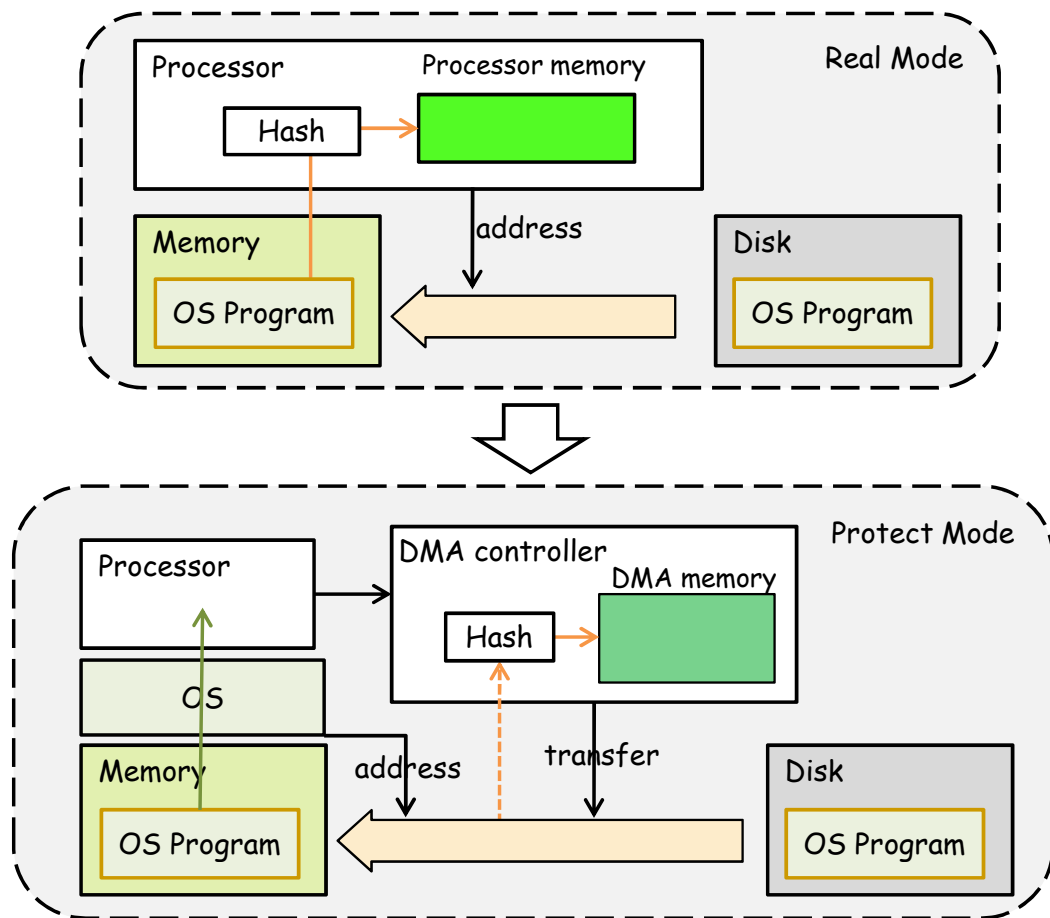 Real Mode
Processor
Processor memory
Hash
address
Memory
OS Program
Disk
OS Program
Protect Mode
Processor
DMA controller
DMA memory
Hash
OS
address
transfer
Memory
OS Program
Disk
OS Program